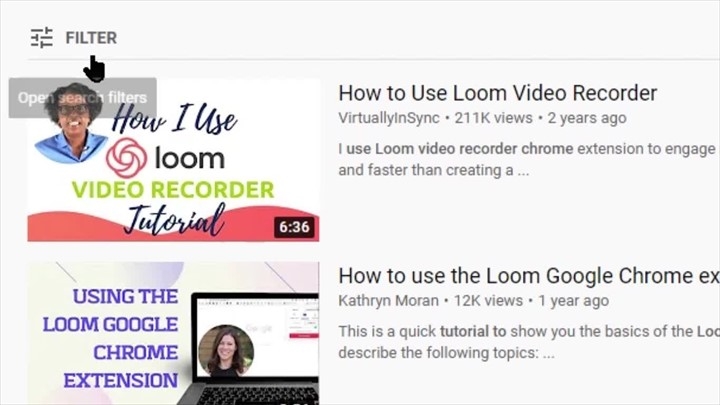 FILTER
Open search filters
How I Use
loom
VIDEO RECORDER
Tutorial
6:36
How to Use Loom Video Recorder
VirtuallyInSync • 211K views • 2 years ago
I use Loom video recorder chrome extension to engage
and faster than creating a ...
USING THE
LOOM GOOGLE
CHROME
EXTENSION
How to use the Loom Google Chrome ex
Kathryn Moran • 12K views • 1 year ago
This is a quick tutorial to show you the basics of the Loo
describe the following topics: ...